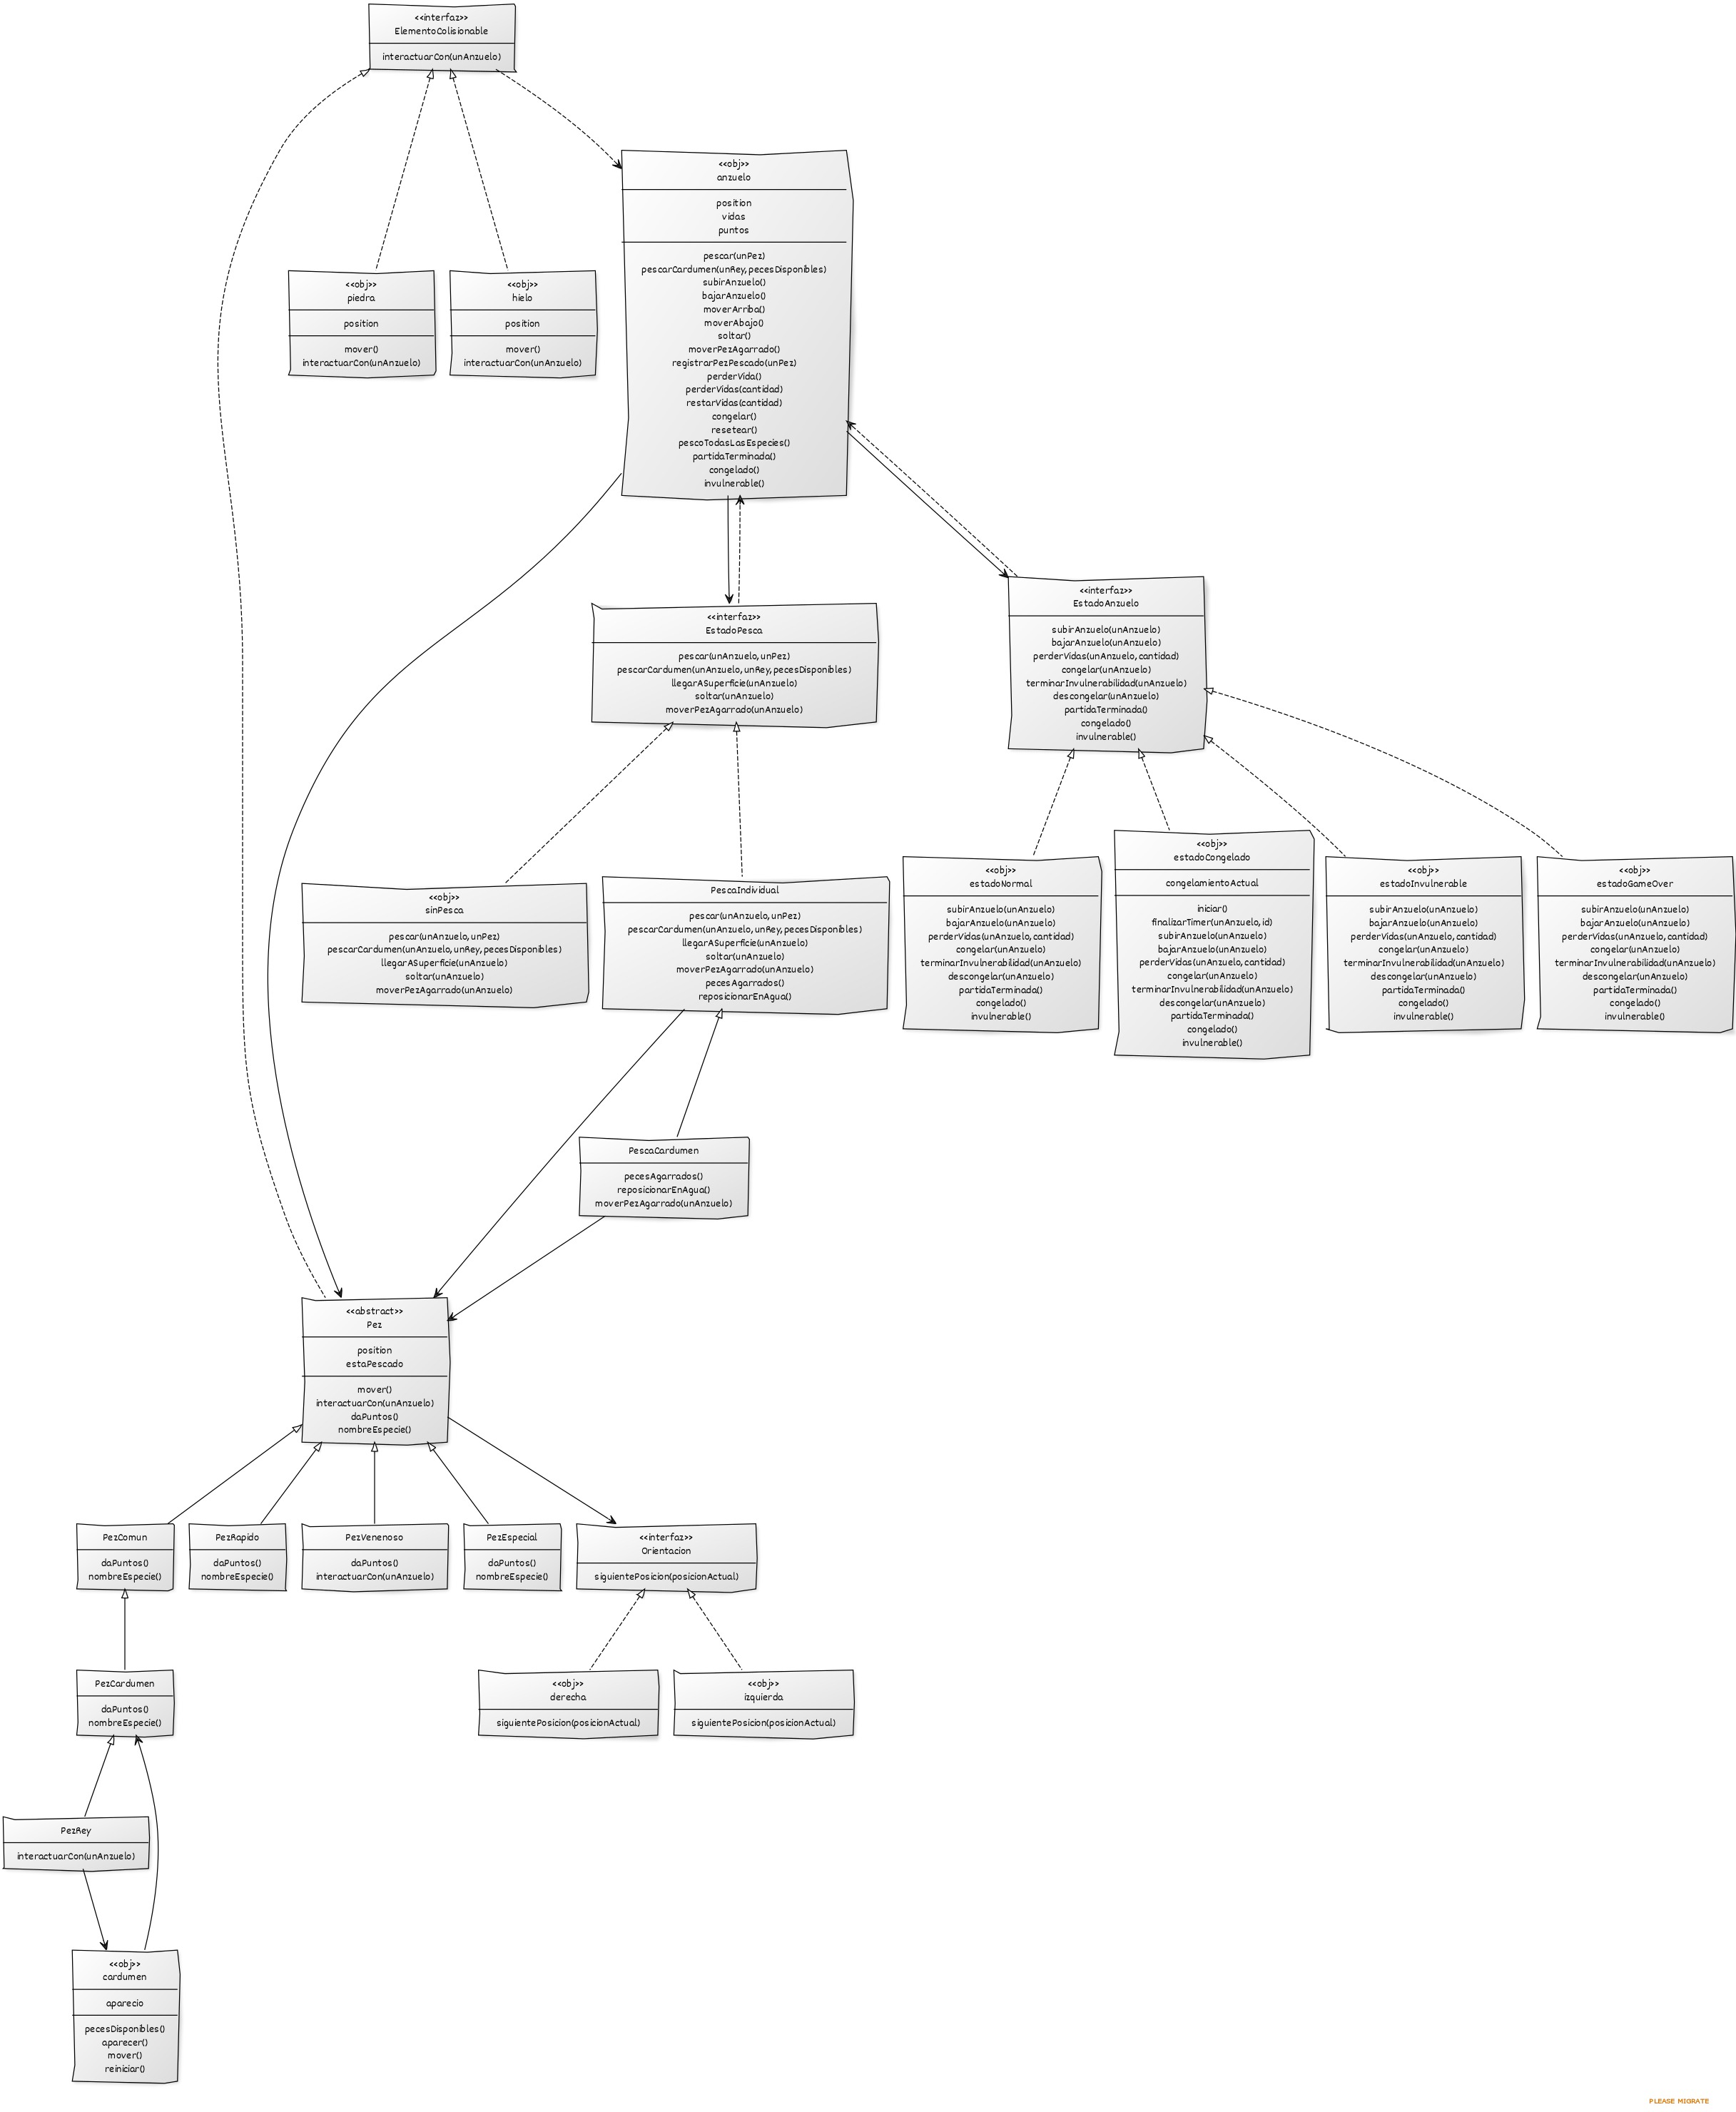 <<interfaz>>
ElementoColisionable
interactuarCon(unAnzuelo)
<<obj>>
anzuelo
position
vidas
puntos
pescar(unPez)
pescarCardumen(unRey, pecesDisponibles)
subirAnzuelo()
bajarAnzuelo()
moverArriba()
moverAbajo()
soltar()
moverPezAgarrado()
registrarPezPescado(unPez)
perderVida()
perderVidas(cantidad)
restarVidas(cantidad)
congelar()
resetear()
pescoTodasLasEspecies()
partidaTerminada()
congelado()
invulnerable()
<<obj>>
piedra
position
mover()
interactuarCon(unAnzuelo)
<<obj>>
hielo
position
mover()
interactuarCon(unAnzuelo)
<<interfaz>>
EstadoPesca
pescar(unAnzuelo, unPez)
pescarCardumen(unAnzuelo, unRey, pecesDisponibles)
llegarASuperficie(unAnzuelo)
soltar(unAnzuelo)
moverPezAgarrado(unAnzuelo)
<<interfaz>>
EstadoAnzuelo
subirAnzuelo(unAnzuelo)
bajarAnzuelo(unAnzuelo)
perderVidas(unAnzuelo, cantidad)
congelar(unAnzuelo)
terminarInvulnerabilidad(unAnzuelo)
descongelar(unAnzuelo)
partidaTerminada()
congelado()
invulnerable()
<<obj>>
sinPesca
pescar(unAnzuelo, unPez)
pescarCardumen(unAnzuelo, unRey, pecesDisponibles)
llegarASuperficie(unAnzuelo)
soltar(unAnzuelo)
moverPezAgarrado(unAnzuelo)
PescaIndividual
pescar(unAnzuelo, unPez)
pescarCardumen(unAnzuelo, unRey, pecesDisponibles)
llegarASuperficie(unAnzuelo)
soltar(unAnzuelo)
moverPezAgarrado(unAnzuelo)
pecesAgarrados()
reposicionarEnAgua()
<<obj>>
estadoNormal
subirAnzuelo(unAnzuelo)
bajarAnzuelo(unAnzuelo)
perderVidas(unAnzuelo, cantidad)
congelar(unAnzuelo)
terminarInvulnerabilidad(unAnzuelo)
descongelar(unAnzuelo)
partidaTerminada()
congelado()
invulnerable()
<<obj>>
estadoCongelado
congelamientoActual
iniciar()
finalizarTimer(unAnzuelo, id)
subirAnzuelo(unAnzuelo)
bajarAnzuelo(unAnzuelo)
perderVidas(unAnzuelo, cantidad)
congelar(unAnzuelo)
terminarInvulnerabilidad(unAnzuelo)
descongelar(unAnzuelo)
partidaTerminada()
congelado()
invulnerable()
<<obj>>
estadoInvulnerable
subirAnzuelo(unAnzuelo)
bajarAnzuelo(unAnzuelo)
perderVidas(unAnzuelo, cantidad)
congelar(unAnzuelo)
terminarInvulnerabilidad(unAnzuelo)
descongelar(unAnzuelo)
partidaTerminada()
congelado()
invulnerable()
<<obj>>
estadoGameOver
subirAnzuelo(unAnzuelo)
bajarAnzuelo(unAnzuelo)
perderVidas(unAnzuelo, cantidad)
congelar(unAnzuelo)
terminarInvulnerabilidad(unAnzuelo)
descongelar(unAnzuelo)
partidaTerminada()
congelado()
invulnerable()
PescaCardumen
pecesAgarrados()
reposicionarEnAgua()
moverPezAgarrado(unAnzuelo)
<<abstract>>
Pez
position
estaPescado
mover()
interactuarCon(unAnzuelo)
daPuntos()
nombreEspecie()
PezComun
daPuntos()
nombreEspecie()
PezRapido
daPuntos()
nombreEspecie()
PezVenenoso
daPuntos()
interactuarCon(unAnzuelo)
PezEspecial
daPuntos()
nombreEspecie()
<<interfaz>>
Orientacion
siguientePosicion(posicionActual)
PezCardumen
daPuntos()
nombreEspecie()
<<obj>>
derecha
siguientePosicion(posicionActual)
<<obj>>
izquierda
siguientePosicion(posicionActual)
PezRey
interactuarCon(unAnzuelo)
<<obj>>
cardumen
aparecio
pecesDisponibles()
aparecer()
mover()
reiniciar()
PLEASE MIGRATE